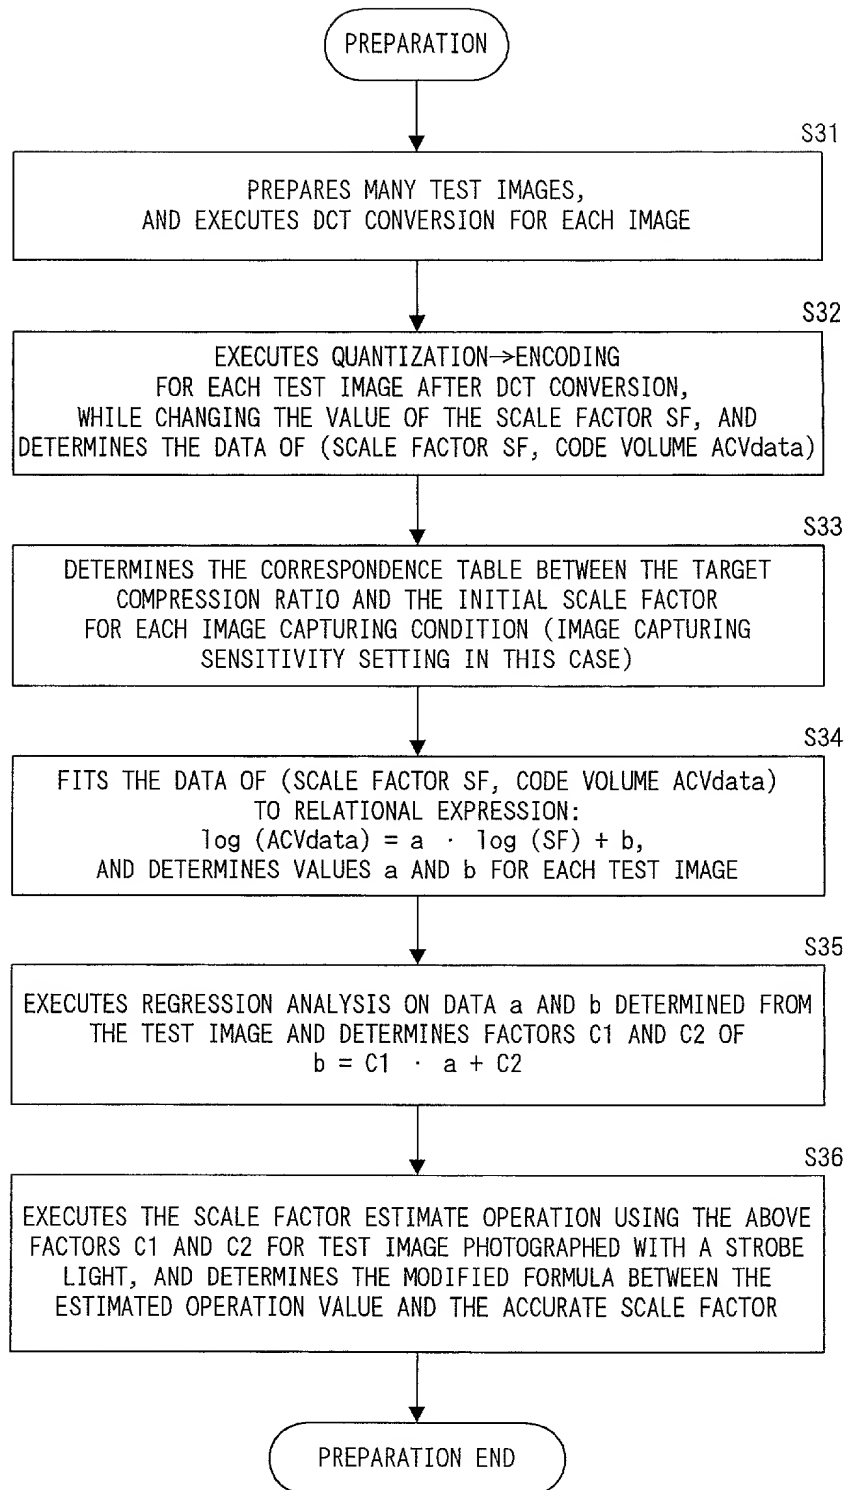 PREPARATION
S31
PREPARES MANY TEST IMAGES,
AND EXECUTES DCT CONVERSION FOR EACH IMAGE
S32
EXECUTES QUANTIZATION→ENCODING
FOR EACH TEST IMAGE AFTER DCT CONVERSION,
WHILE CHANGING THE VALUE OF THE SCALE FACTOR SF, AND
DETERMINES THE DATA OF (SCALE FACTOR SF, CODE VOLUME ACVdata)
S33
DETERMINES THE CORRESPONDENCE TABLE BETWEEN THE TARGET
COMPRESSION RATIO AND THE INITIAL SCALE FACTOR
FOR EACH IMAGE CAPTURING CONDITION (IMAGE CAPTURING
SENSITIVITY SETTING IN THIS CASE)
S34
FITS THE DATA OF (SCALE FACTOR SF, CODE VOLUME ACVdata)
TO RELATIONAL EXPRESSION:
log (ACVdata) = a · log (SF) + b,
AND DETERMINES VALUES a AND b FOR EACH TEST IMAGE
S35
EXECUTES REGRESSION ANALYSIS ON DATA a AND b DETERMINED FROM
THE TEST IMAGE AND DETERMINES FACTORS C1 AND C2 OF
b = C1 · a + C2
S36
EXECUTES THE SCALE FACTOR ESTIMATE OPERATION USING THE ABOVE
FACTORS C1 AND C2 FOR TEST IMAGE PHOTOGRAPHED WITH A STROBE
LIGHT, AND DETERMINES THE MODIFIED FORMULA BETWEEN THE
ESTIMATED OPERATION VALUE AND THE ACCURATE SCALE FACTOR
PREPARATION END